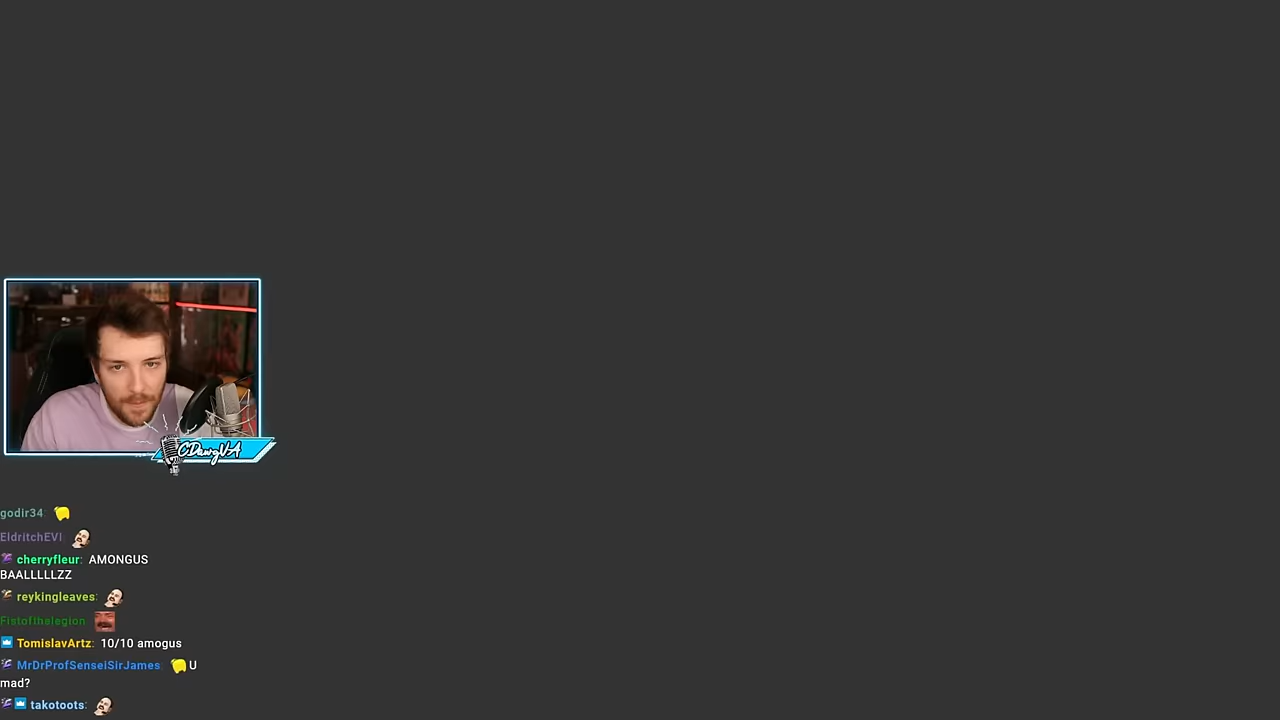 CDawgVA
godir34:
EldritchEVI:
cherryfleur: AMONGUS
BAALLLLLZZ
reykingleaves:
Fistofthelegion:
TomislavArtz: 10/10 amogus
MrDrProfSenseiSirJames: U
mad?
takotoots: